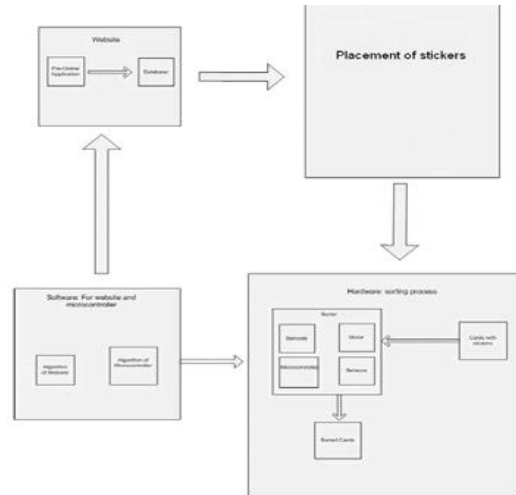 Website
Pre-Online
Application
Database
Placement of stickers
Software: For website and
microcontroller
Algorithm
of Website
Algorithm of
Microcontroller
Hardware: sorting process
Sorter
Barcode
Motor
Microcontroller
Sensors
Cards with
stickers
Sorted Cards